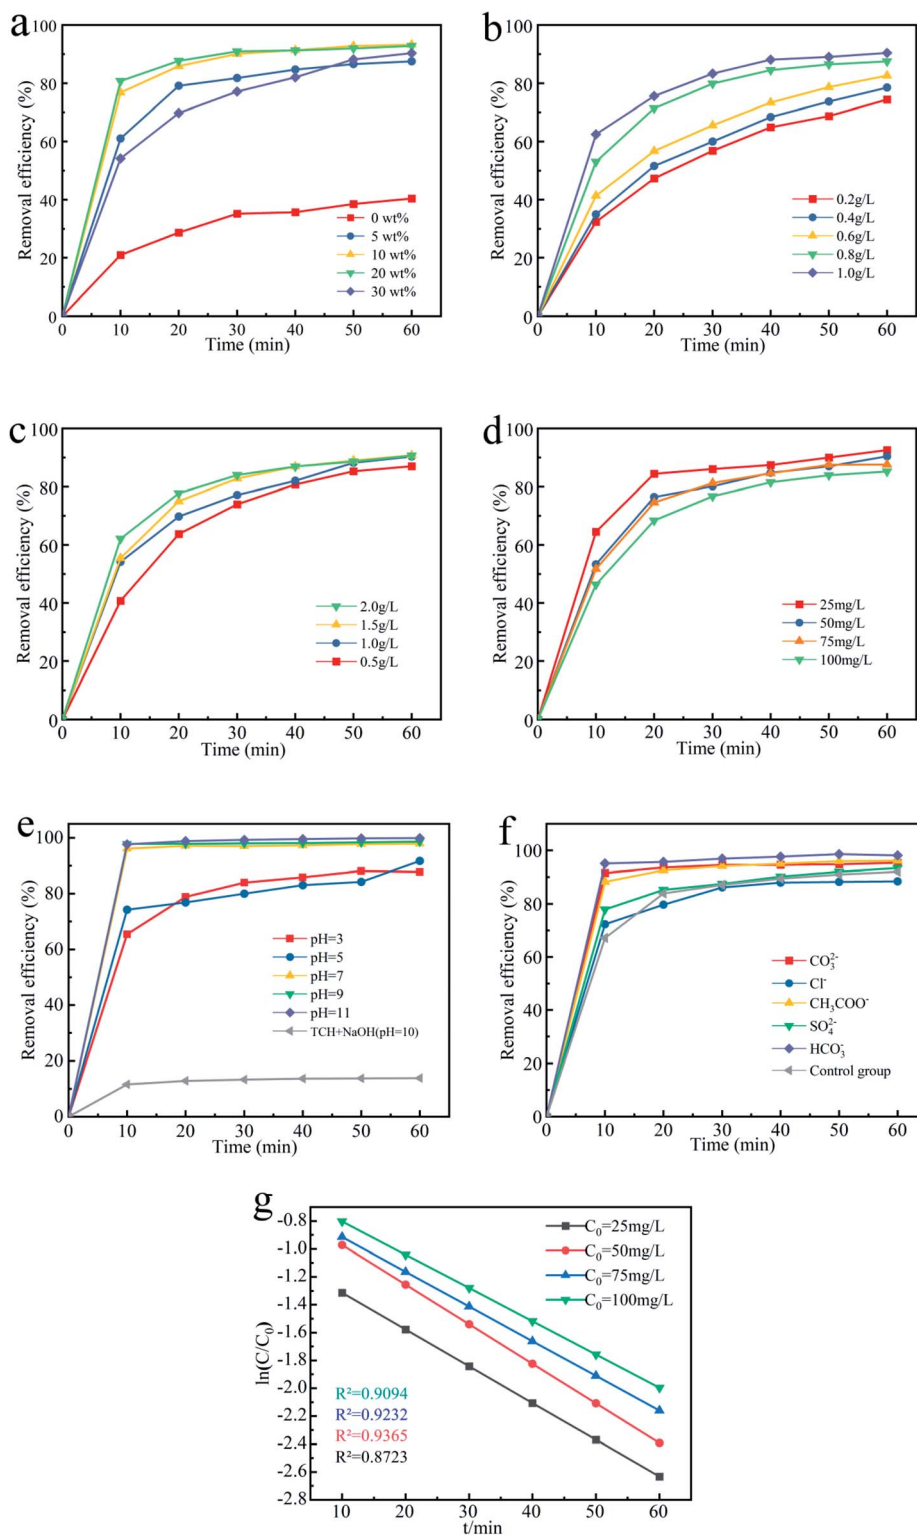 a
100
80
60
40
20
0
Removal efficiency (%)
0 wt%
5 wt%
10 wt%
20 wt%
30 wt%
0 10 20 30 40 50 60
Time (min)
b
100
80
60
40
20
0
Removal efficiency (%)
0.2g/L
0.4g/L
0.6g/L
0.8g/L
1.0g/L
0 10 20 30 40 50 60
Time (min)
c
100
80
60
40
20
0
Removal efficiency (%)
2.0g/L
1.5g/L
1.0g/L
0.5g/L
0 10 20 30 40 50 60
Time (min)
d
100
80
60
40
20
0
Removal efficiency (%)
25mg/L
50mg/L
75mg/L
100mg/L
0 10 20 30 40 50 60
Time (min)
e
100
80
60
40
20
0
Removal efficiency (%)
pH=3
pH=5
pH=7
pH=9
pH=11
TCH+NaOH(pH=10)
0 10 20 30 40 50 60
Time (min)
f
100
80
60
40
20
0
Removal efficiency (%)
CO₃²⁻
Cl⁻
CH₃COO⁻
SO₄²⁻
HCO₃⁻
Control group
0 10 20 30 40 50 60
Time (min)
g
-0.8
-1.0
-1.2
-1.4
-1.6
-1.8
-2.0
-2.2
-2.4
-2.6
-2.8
ln(C/C₀)
C₀=25mg/L
C₀=50mg/L
C₀=75mg/L
C₀=100mg/L
R²=0.9094
R²=0.9232
R²=0.9365
R²=0.8723
10 20 30 40 50 60
t/min